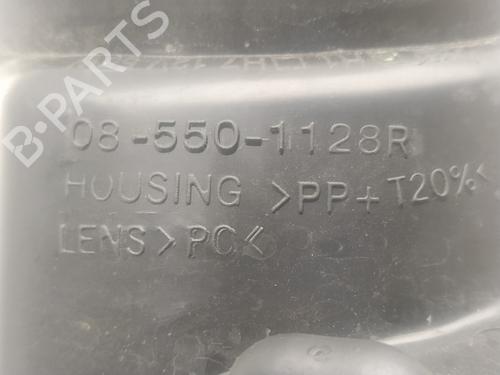 B-PARTS
08-550-1128R
HOUSING >PP+T20%<
LENS>PC<